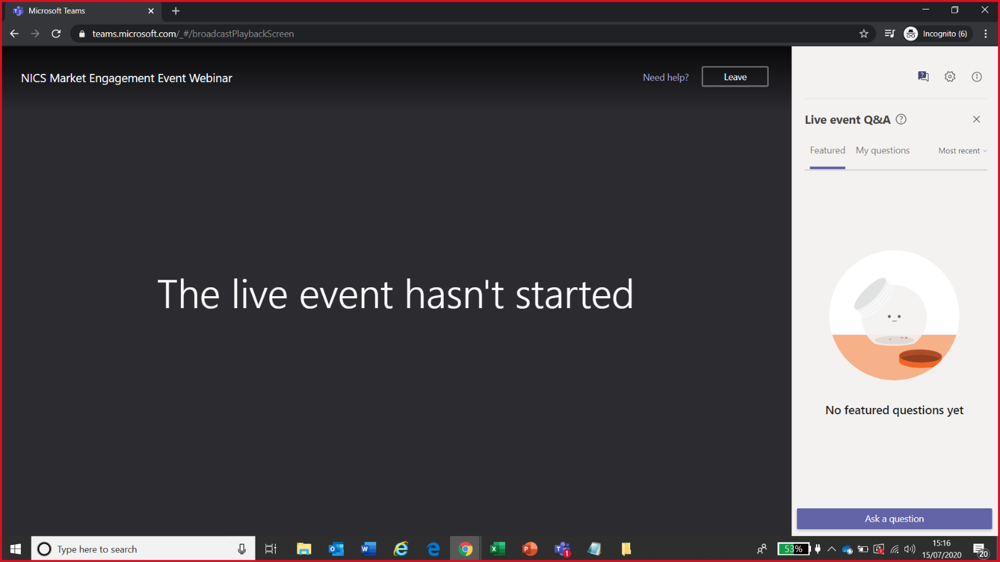 Microsoft Teams
teams.microsoft.com/_#/broadcastPlaybackScreen
Incognito (6)
NICS Market Engagement Event Webinar
Need help?
Leave
Live event Q&A
Featured
My questions
Most recent
The live event hasn't started
No featured questions yet
Ask a question
Type here to search
1
53%
15:16
15/07/2020
20